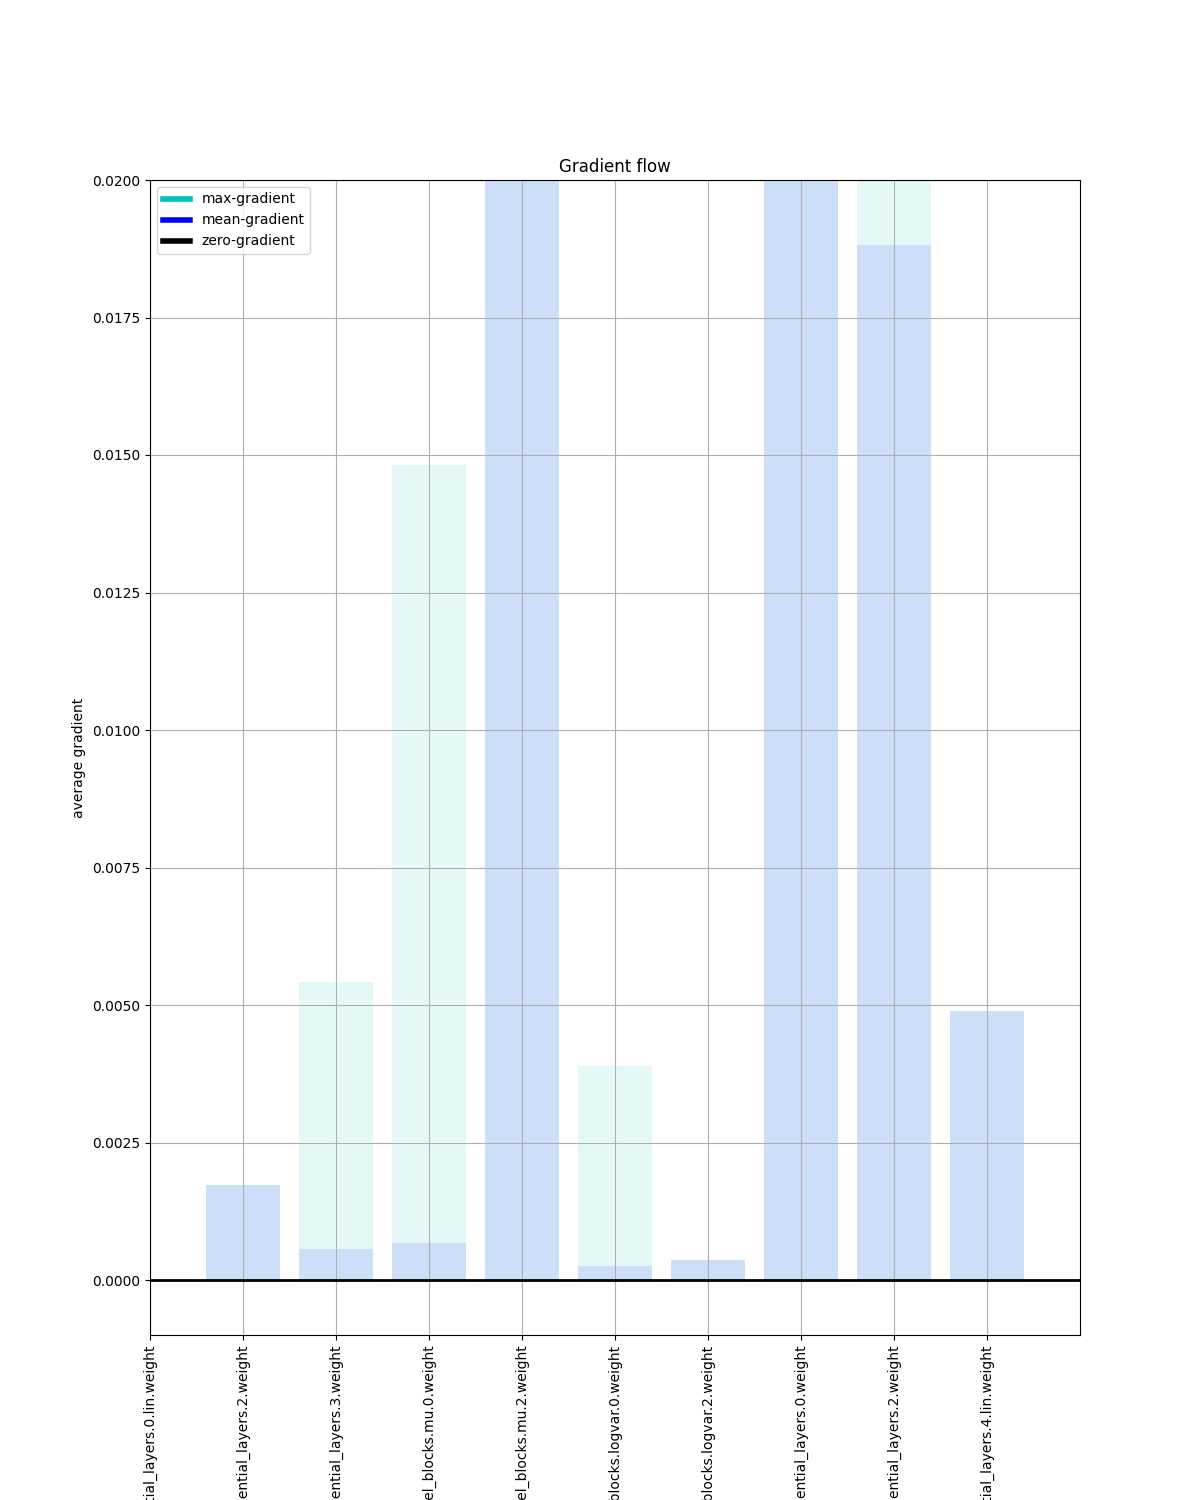 Gradient flow
max-gradient
mean-gradient
zero-gradient
0.0200
0.0175
0.0150
0.0125
0.0100
0.0075
0.0050
0.0025
0.0000
average gradient
tial_layers.0.lin.weight
ential_layers.2.weight
ential_layers.3.weight
el_blocks.mu.0.weight
el_blocks.mu.2.weight
blocks.logvar.0.weight
blocks.logvar.2.weight
ential_layers.0.weight
ential_layers.2.weight
tial_layers.4.lin.weight